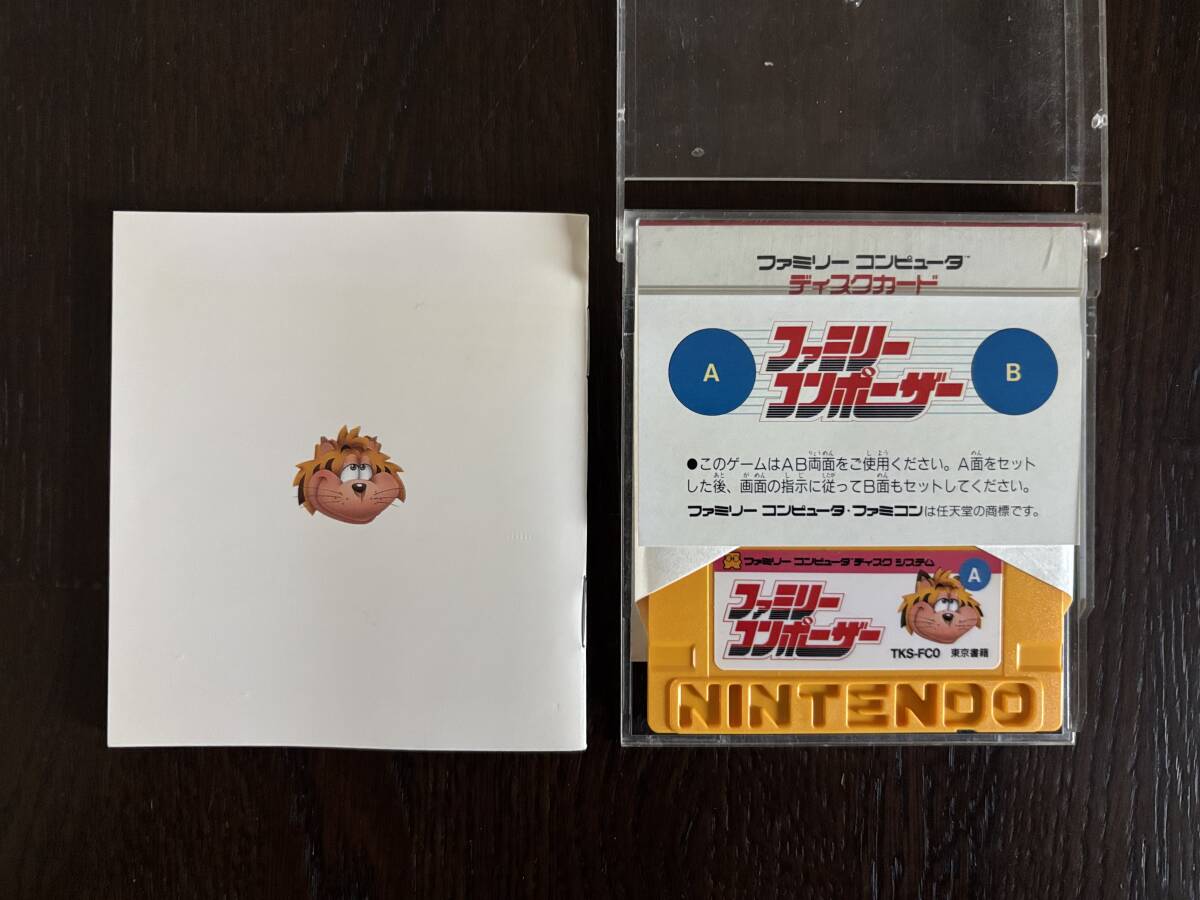 ファミリー コンピュータ™
ディスクカード
A
ファミリー
コンポーザー
B
●このゲームはAB両面をご使用ください。A面をセット
した後、画面の指示に従ってB面もセットしてください。
ファミリー コンピュータ・ファミコンは任天堂の商標です。
ファミリー コンピュータ™ ディスク システム
A
ファミリー
コンポーザー
TKS-FC0 東京書籍
NINTENDO